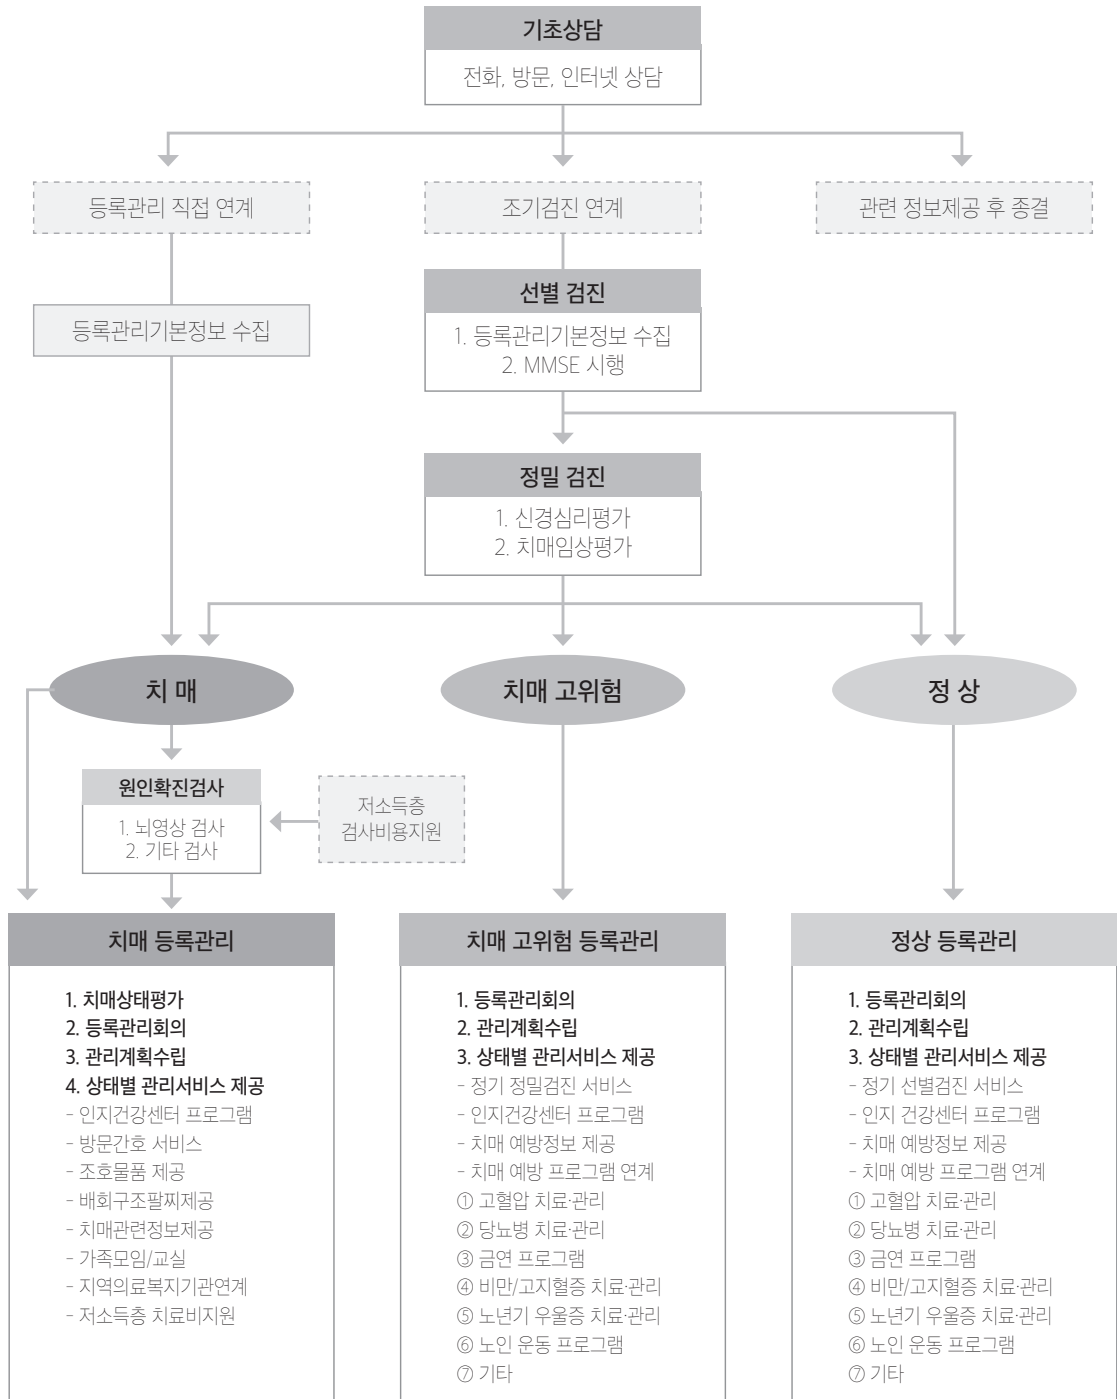 기초상담
전화, 방문, 인터넷 상담
등록관리 직접 연계
조기검진 연계
관련 정보제공 후 종결
등록관리기본정보 수집
선별 검진
1. 등록관리기본정보 수집
2. MMSE 시행
정밀 검진
1. 신경심리평가
2. 치매임상평가
치 매
치매 고위험
정 상
원인확진검사
1. 뇌영상 검사
2. 기타 검사
저소득층
검사비용지원
치매 등록관리
1. 치매상태평가
2. 등록관리회의
3. 관리계획수립
4. 상태별 관리서비스 제공
- 인지건강센터 프로그램
- 방문간호 서비스
- 조호물품 제공
- 배회구조팔찌제공
- 치매관련정보제공
- 가족모임/교실
- 지역의료복지기관연계
- 저소득층 치료비지원
치매 고위험 등록관리
1. 등록관리회의
2. 관리계획수립
3. 상태별 관리서비스 제공
- 정기 정밀검진 서비스
- 인지건강센터 프로그램
- 치매 예방정보 제공
- 치매 예방 프로그램 연계
① 고혈압 치료·관리
② 당뇨병 치료·관리
③ 금연 프로그램
④ 비만/고지혈증 치료·관리
⑤ 노년기 우울증 치료·관리
⑥ 노인 운동 프로그램
⑦ 기타
정상 등록관리
1. 등록관리회의
2. 관리계획수립
3. 상태별 관리서비스 제공
- 정기 선별검진 서비스
- 인지 건강센터 프로그램
- 치매 예방정보 제공
- 치매 예방 프로그램 연계
① 고혈압 치료·관리
② 당뇨병 치료·관리
③ 금연 프로그램
④ 비만/고지혈증 치료·관리
⑤ 노년기 우울증 치료·관리
⑥ 노인 운동 프로그램
⑦ 기타